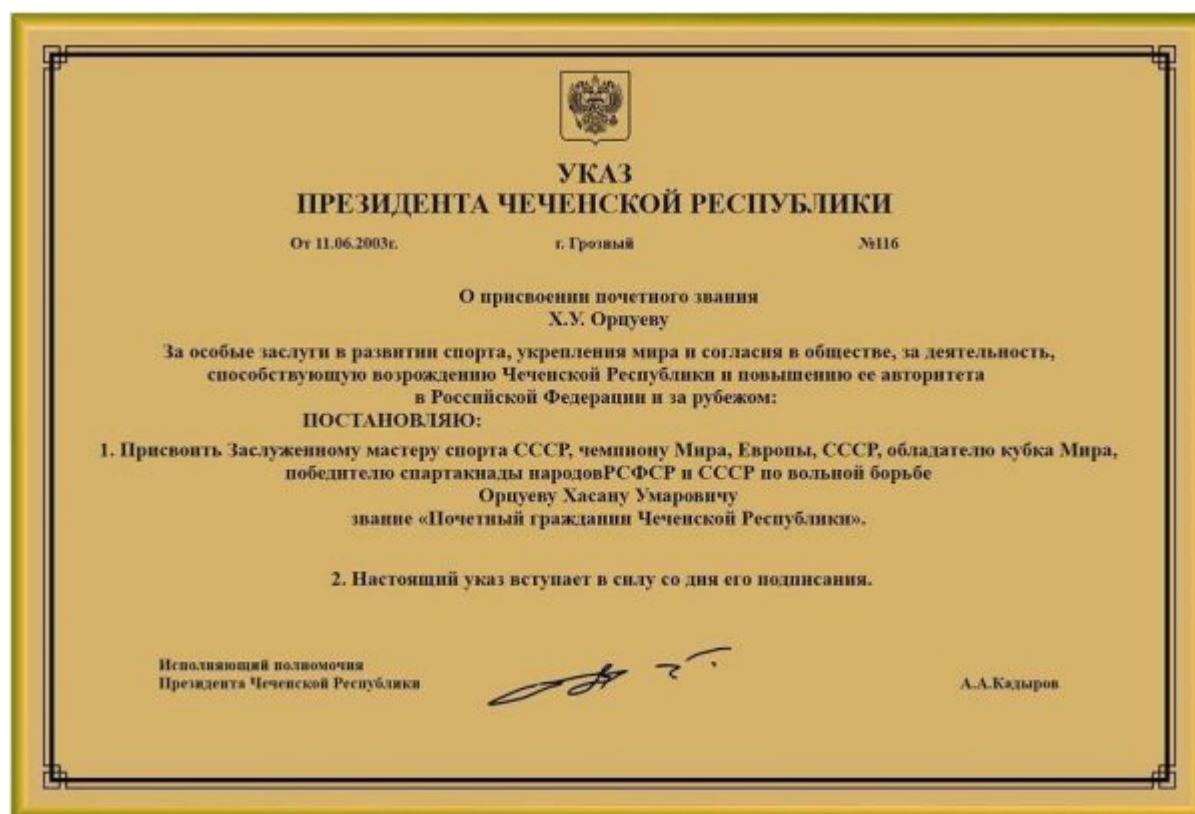 УКАЗ
ПРЕЗИДЕНТА ЧЕЧЕНСКОЙ РЕСПУБЛИКИ
От 11.06.2003г. г. Грозный №116
О присвоении почетного звания
Х.У. Орцуеву
За особые заслуги в развитии спорта, укрепления мира и согласия в обществе, за деятельность,
способствующую возрождению Чеченской Республики и повышению ее авторитета
в Российской Федерации и за рубежом:
ПОСТАНОВЛЯЮ:
1. Присвоить Заслуженному мастеру спорта СССР, чемпиону Мира, Европы, СССР, обладателю кубка Мира,
победителю спартакиады народовРСФСР и СССР по вольной борьбе
Орцуеву Хасану Умаровичу
звание «Почетный гражданин Чеченской Республики».
2. Настоящий указ вступает в силу со дня его подписания.
Исполняющий полномочия
Президента Чеченской Республики А.А.Кадыров